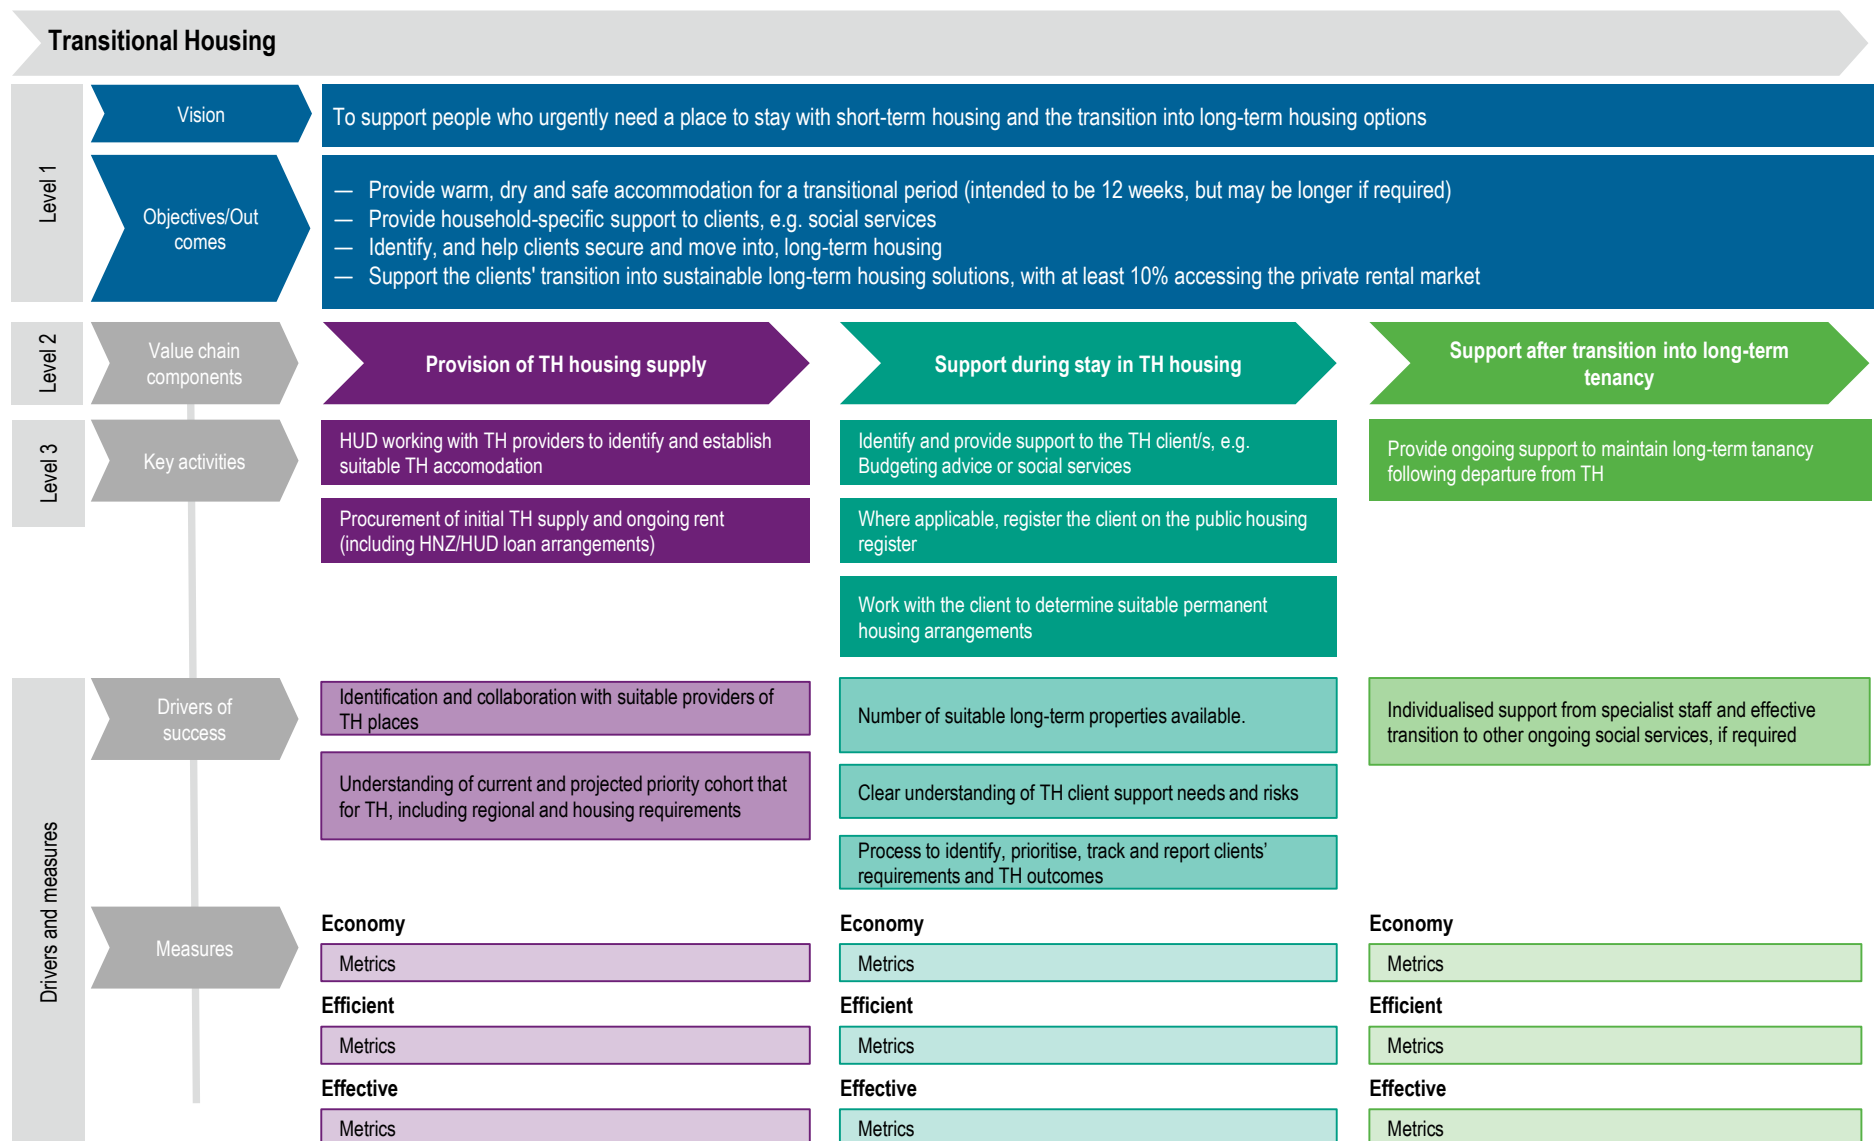 Transitional Housing
Level 1
Vision
To support people who urgently need a place to stay with short-term housing and the transition into long-term housing options
Objectives/Out
comes
— Provide warm, dry and safe accommodation for a transitional period (intended to be 12 weeks, but may be longer if required)
— Provide household-specific support to clients, e.g. social services
— Identify, and help clients secure and move into, long-term housing
— Support the clients' transition into sustainable long-term housing solutions, with at least 10% accessing the private rental market
Level 2
Value chain
components
Provision of TH housing supply
Support during stay in TH housing
Support after transition into long-term
tenancy
Level 3
Key activities
HUD working with TH providers to identify and establish
suitable TH accomodation
Procurement of initial TH supply and ongoing rent
(including HNZ/HUD loan arrangements)
Identify and provide support to the TH client/s, e.g.
Budgeting advice or social services
Where applicable, register the client on the public housing
register
Work with the client to determine suitable permanent
housing arrangements
Provide ongoing support to maintain long-term tanancy
following departure from TH
Drivers and measures
Drivers of
success
Identification and collaboration with suitable providers of
TH places
Understanding of current and projected priority cohort that
for TH, including regional and housing requirements
Number of suitable long-term properties available.
Clear understanding of TH client support needs and risks
Process to identify, prioritise, track and report clients’
requirements and TH outcomes
Individualised support from specialist staff and effective
transition to other ongoing social services, if required
Measures
Economy
Metrics
Efficient
Metrics
Effective
Metrics
Economy
Metrics
Efficient
Metrics
Effective
Metrics
Economy
Metrics
Efficient
Metrics
Effective
Metrics